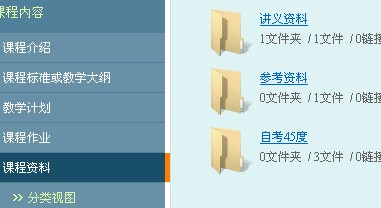 课程内容
课程介绍
课程标准或教学大纲
教学计划
课程作业
课程资料
>> 分类视图
讲义资料
1文件夹 / 1文件 / 0链接
参考资料
0文件夹 / 1文件 / 0链接
自考45度
0文件夹 / 3文件 / 0链接